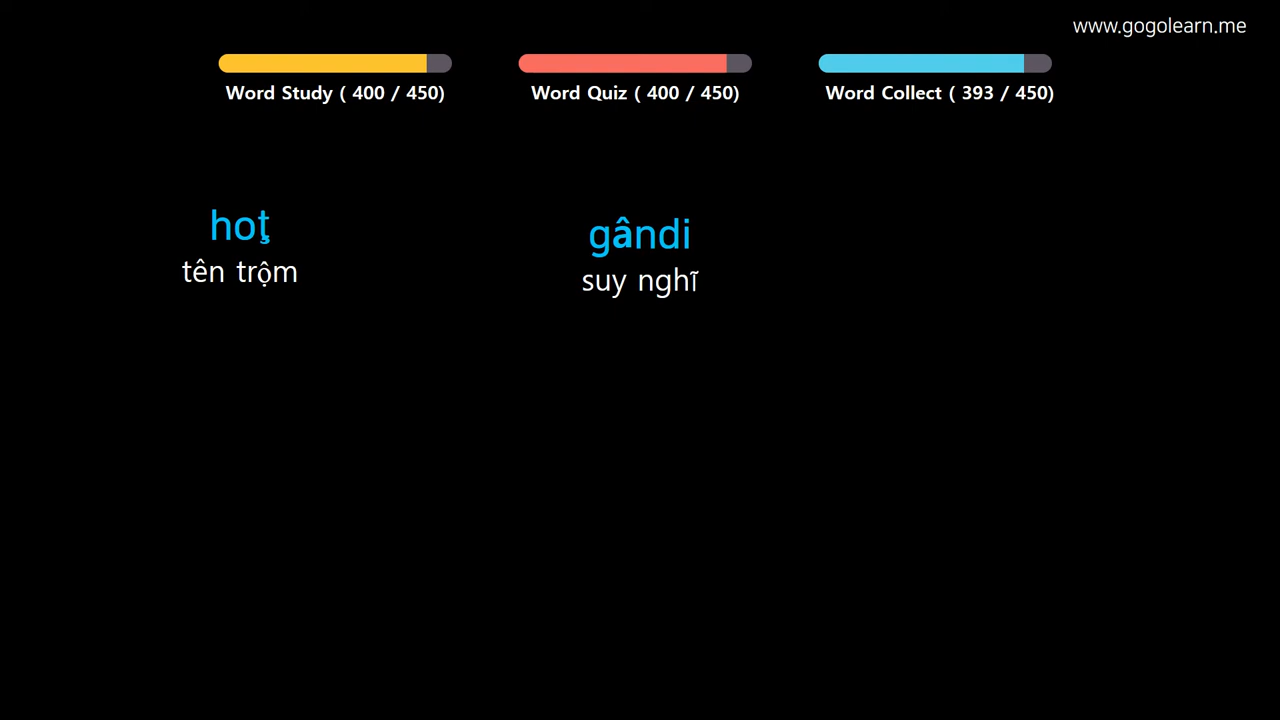 www.gogolearn.me
Word Study ( 400 / 450)
Word Quiz ( 400 / 450)
Word Collect ( 393 / 450)
hoţ
tên trộm
gândi
suy nghĩ